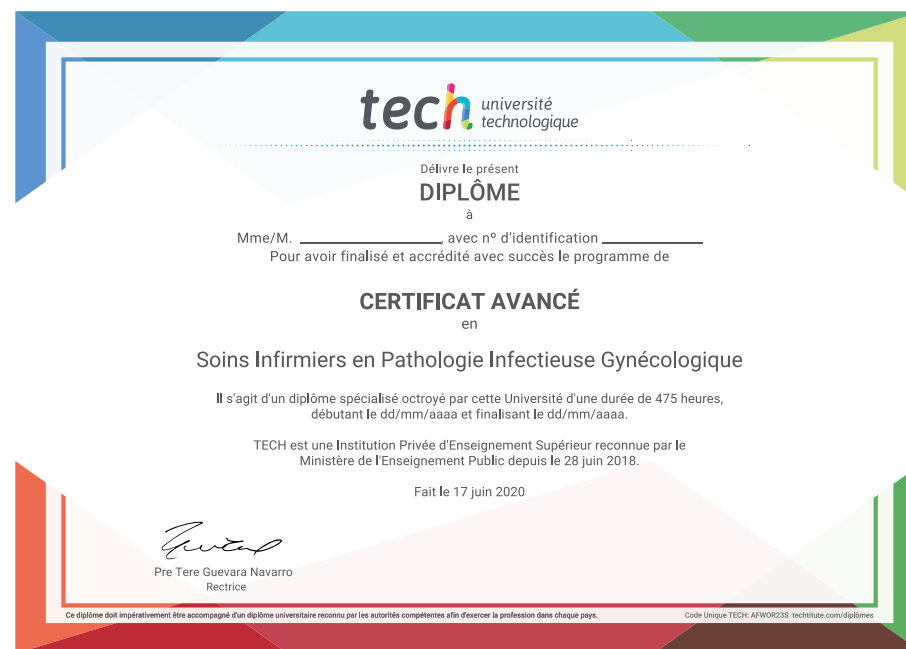 tech université
technologique
Délivre le présent
DIPLÔME
à
Mme/M. ____________________, avec nº d'identification ______________
Pour avoir finalisé et accrédité avec succès le programme de
CERTIFICAT AVANCÉ
en
Soins Infirmiers en Pathologie Infectieuse Gynécologique
Il s'agit d'un diplôme spécialisé octroyé par cette Université d'une durée de 475 heures,
débutant le dd/mm/aaaa et finalisant le dd/mm/aaaa.
TECH est une Institution Privée d'Enseignement Supérieur reconnue par le
Ministère de l'Enseignement Public depuis le 28 juin 2018.
Fait le 17 juin 2020
Pre Tere Guevara Navarro
Rectrice
Ce diplôme doit impérativement être accompagné d'un diplôme universitaire reconnu par les autorités compétentes afin d'exercer la profession dans chaque pays. Code Unique TECH: AFWOR23S techtitute.com/diplômes